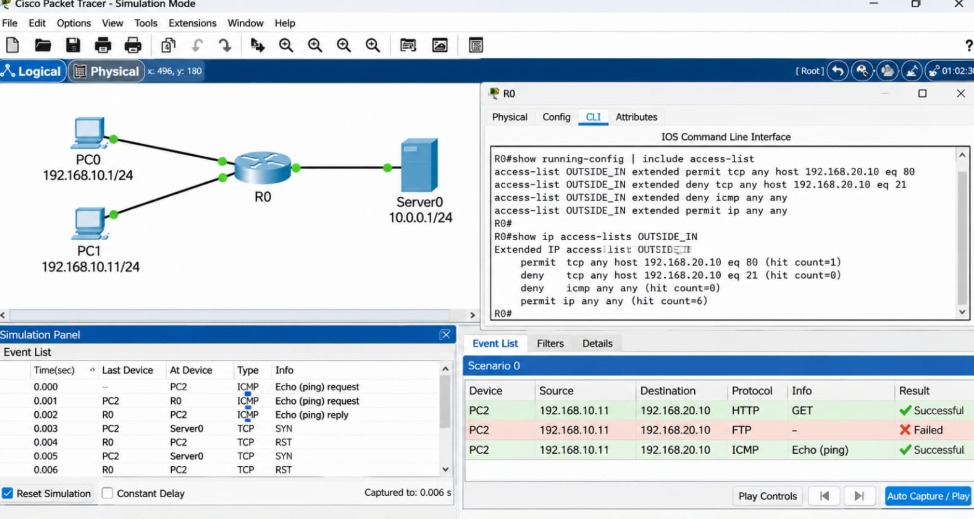 Cisco Packet Tracer - Simulation Mode
File Edit Options View Tools Extensions Window Help
?
Logical Physical x: 496, y: 180 [Root] 01:02:30
PC0
192.168.10.1/24
R0
Server0
10.0.0.1/24
PC1
192.168.10.11/24
R0
Physical Config CLI Attributes
IOS Command Line Interface
R0#show running-config | include access-list
access-list OUTSIDE_IN extended permit tcp any host 192.168.20.10 eq 80
access-list OUTSIDE_IN extended deny tcp any host 192.168.20.10 eq 21
access-list OUTSIDE_IN extended deny icmp any any
access-list OUTSIDE_IN extended permit ip any any
R0#
R0#show ip access-lists OUTSIDE_IN
Extended IP access list OUTSIDE_IN
permit tcp any host 192.168.20.10 eq 80 (hit count=1)
deny tcp any host 192.168.20.10 eq 21 (hit count=0)
deny icmp any any (hit count=0)
permit ip any any (hit count=6)
R0#
Simulation Panel
Event List
Time(sec) Last Device At Device Type Info
0.000 -- PC2 ICMP Echo (ping) request
0.001 PC2 R0 ICMP Echo (ping) request
0.002 R0 PC2 ICMP Echo (ping) reply
0.003 PC2 Server0 TCP SYN
0.004 R0 PC2 TCP RST
0.005 PC2 Server0 TCP SYN
0.006 R0 PC2 TCP RST
Reset Simulation Constant Delay Captured to: 0.006 s
Event List Filters Details
Scenario 0
Device Source Destination Protocol Info Result
PC2 192.168.10.11 192.168.20.10 HTTP GET Successful
PC2 192.168.10.11 192.168.20.10 FTP - Failed
PC2 192.168.10.11 192.168.20.10 ICMP Echo (ping) Successful
Play Controls Auto Capture / Play